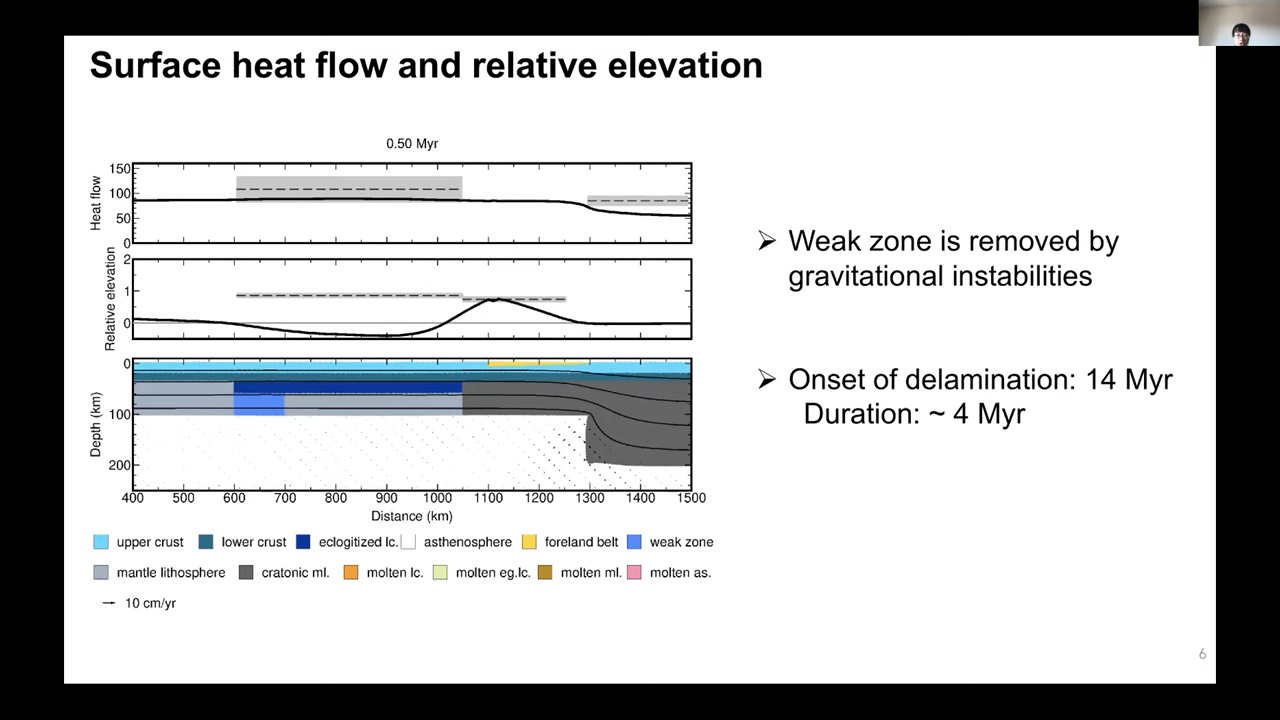 Surface heat flow and relative elevation
0.50 Myr
Heat flow
150
100
50
0
Relative elevation
2
1
0
Depth (km)
0
100
200
400 500 600 700 800 900 1000 1100 1200 1300 1400 1500
Distance (km)
upper crust lower crust eclogitized lc. asthenosphere foreland belt weak zone
mantle lithosphere cratonic ml. molten lc. molten eg.lc. molten ml. molten as.
10 cm/yr
➢ Weak zone is removed by
gravitational instabilities
➢ Onset of delamination: 14 Myr
Duration: ~ 4 Myr
6